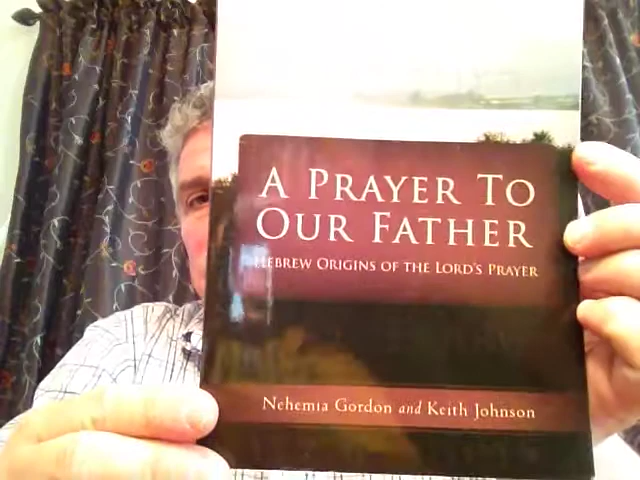 A PRAYER TO
OUR FATHER
HEBREW ORIGINS OF THE LORD'S PRAYER
Nehemia Gordon and Keith Johnson